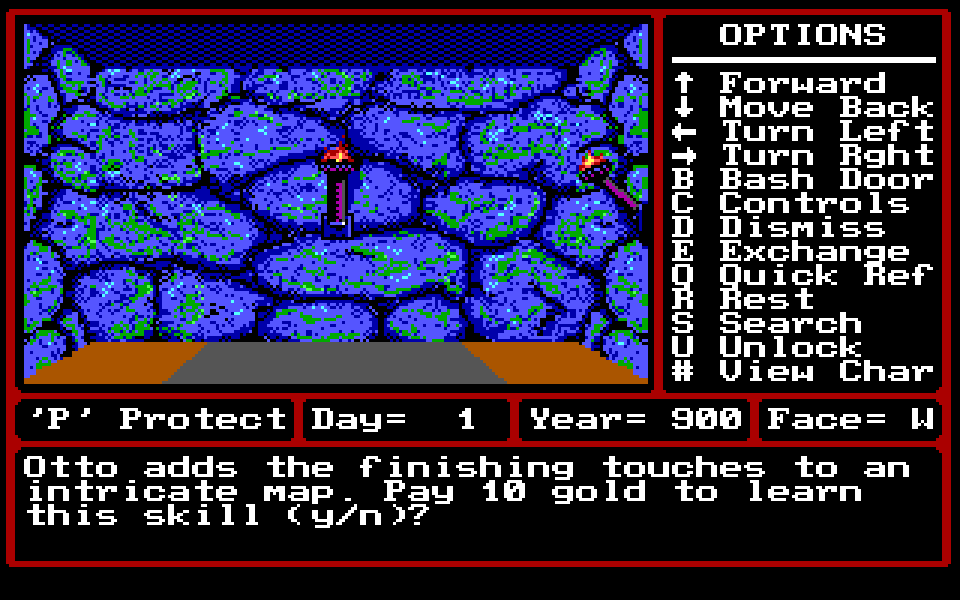 OPTIONS
↑ Forward
↓ Move Back
← Turn Left
→ Turn Rght
B Bash Door
C Controls
D Dismiss
E Exchange
Q Quick Ref
R Rest
S Search
U Unlock
# View Char
'P' Protect
Day= 1
Year= 900
Face= W
Otto adds the finishing touches to an
intricate map. Pay 10 gold to learn
this skill (y/n)?